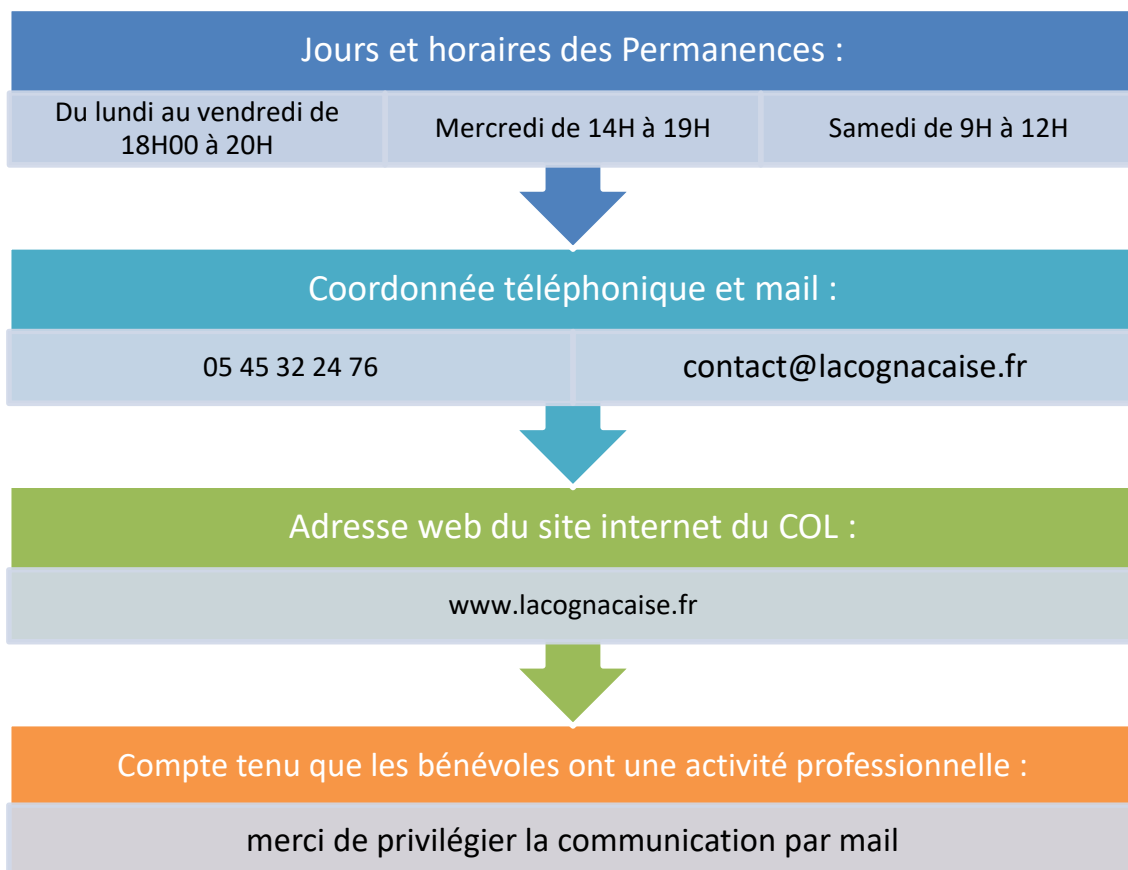 Jours et horaires des Permanences :
Du lundi au vendredi de
18H00 à 20H
Mercredi de 14H à 19H
Samedi de 9H à 12H
Coordonnée téléphonique et mail :
05 45 32 24 76
contact@lacognacaise.fr
Adresse web du site internet du COL :
www.lacognacaise.fr
Compte tenu que les bénévoles ont une activité professionnelle :
merci de privilégier la communication par mail